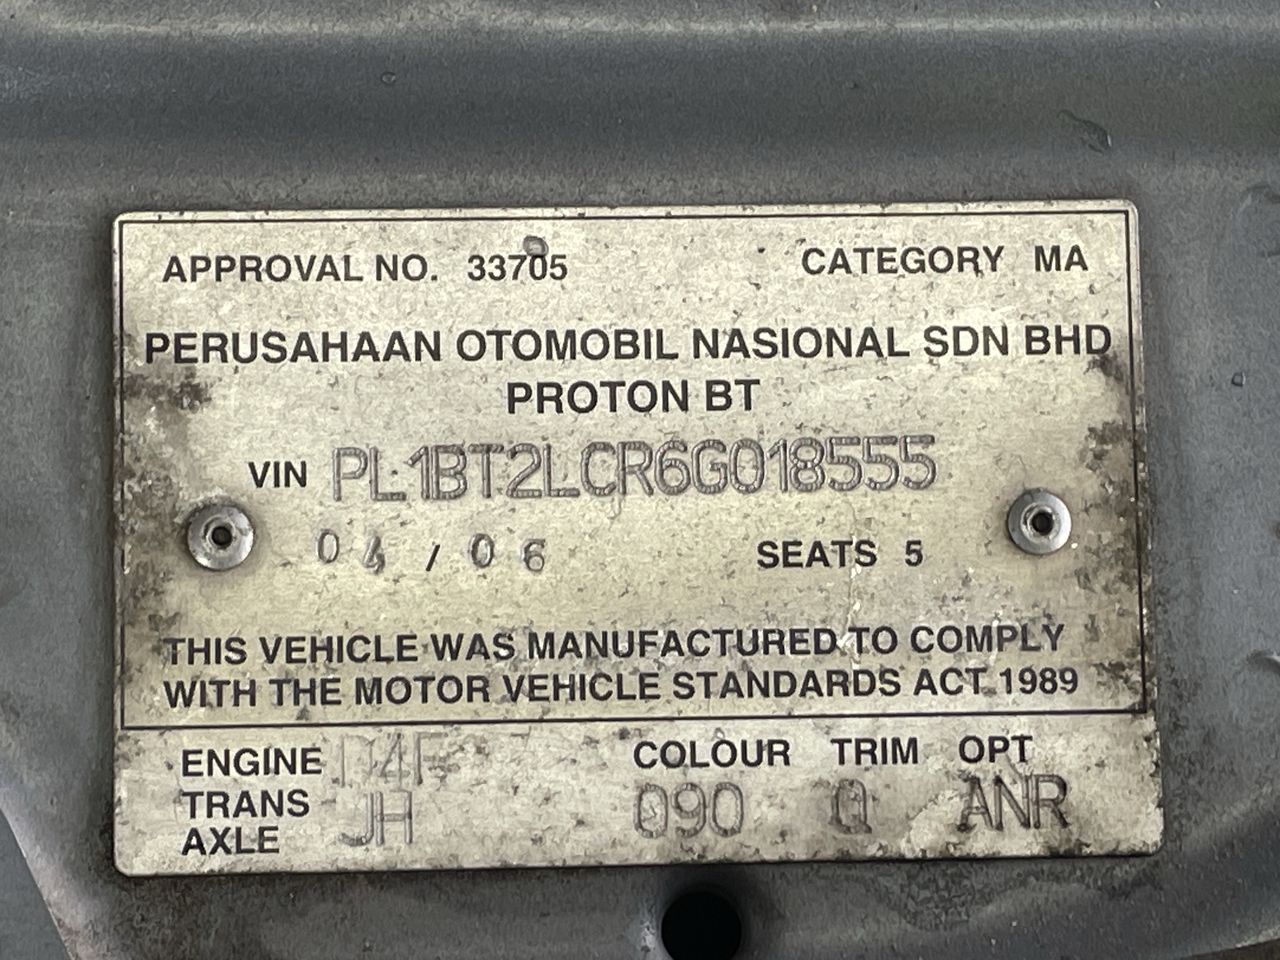 APPROVAL NO. 33705 CATEGORY MA
PERUSAHAAN OTOMOBIL NASIONAL SDN BHD
PROTON BT
VIN PL1BT2LCR6G018555
04 / 06 SEATS 5
THIS VEHICLE WAS MANUFACTURED TO COMPLY
WITH THE MOTOR VEHICLE STANDARDS ACT 1989
ENGINE D4F COLOUR TRIM OPT
TRANS JH 090 Q ANR
AXLE